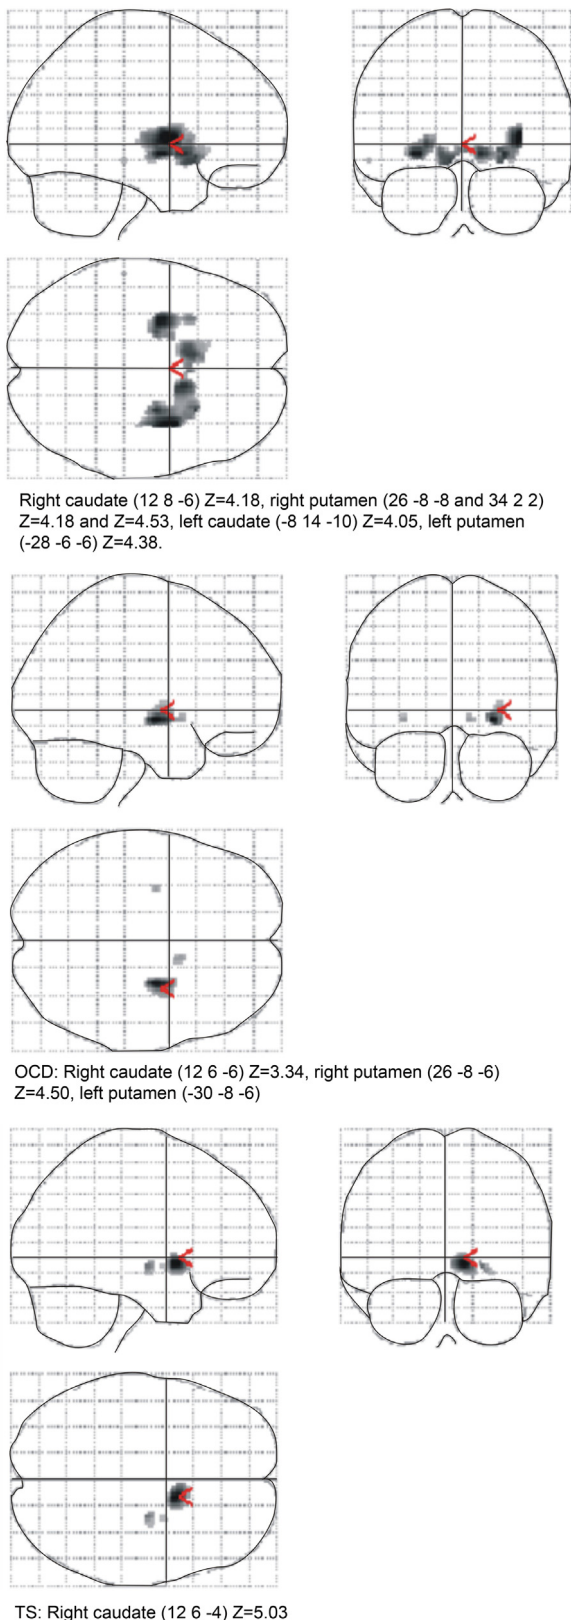 Right caudate (12 8 -6) Z=4.18, right putamen (26 -8 -8 and 34 2 2)
Z=4.18 and Z=4.53, left caudate (-8 14 -10) Z=4.05, left putamen
(-28 -6 -6) Z=4.38.
OCD: Right caudate (12 6 -6) Z=3.34, right putamen (26 -8 -6)
Z=4.50, left putamen (-30 -8 -6)
TS: Right caudate (12 6 -4) Z=5.03